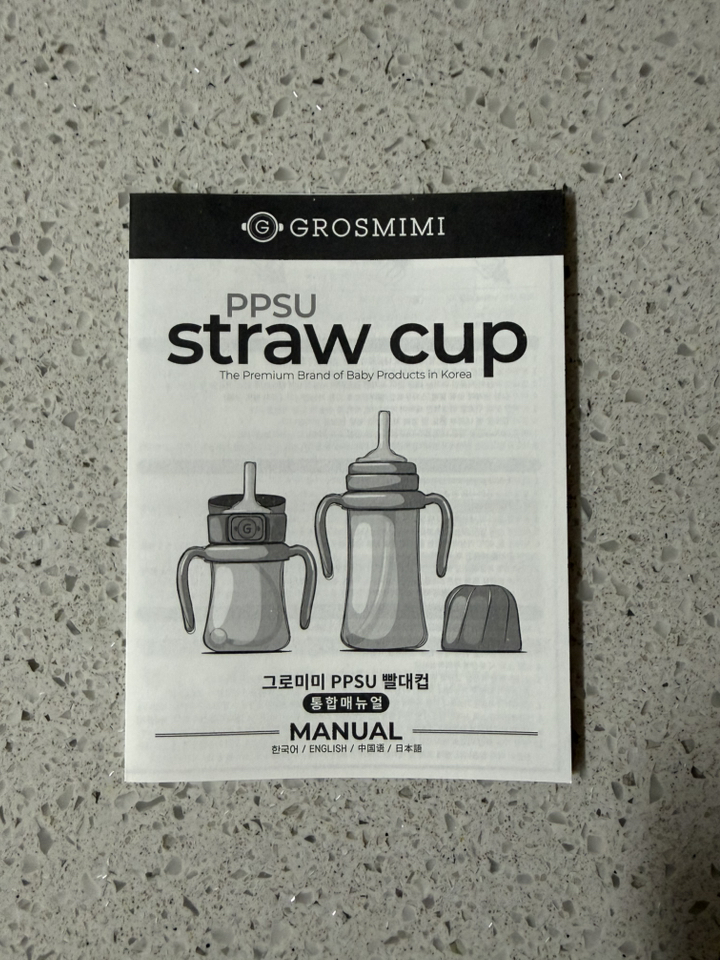 G GROSMIMI
PPSU
straw cup
The Premium Brand of Baby Products in Korea
G
그로미미 PPSU 빨대컵
통합매뉴얼
MANUAL
한국어 / ENGLISH / 中国语 / 日本語